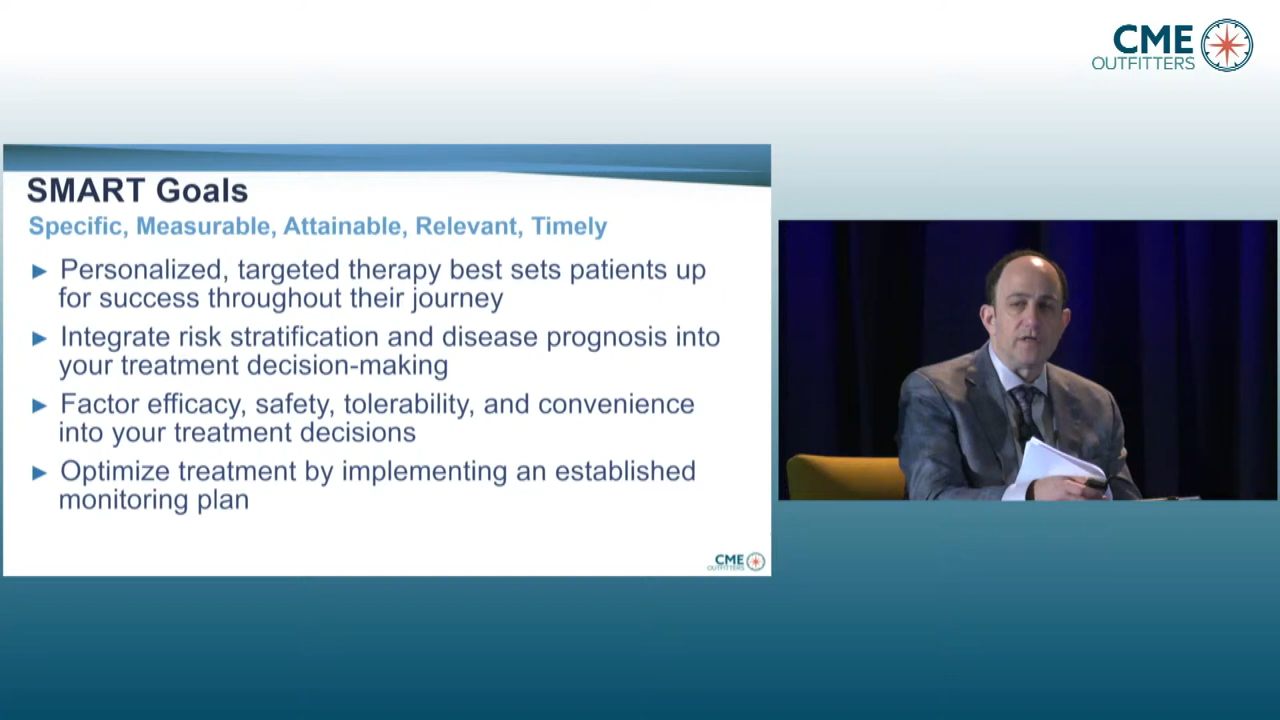 CME
OUTFITTERS
SMART Goals
Specific, Measurable, Attainable, Relevant, Timely
► Personalized, targeted therapy best sets patients up
for success throughout their journey
► Integrate risk stratification and disease prognosis into
your treatment decision-making
► Factor efficacy, safety, tolerability, and convenience
into your treatment decisions
► Optimize treatment by implementing an established
monitoring plan
CME
OUTFITTERS